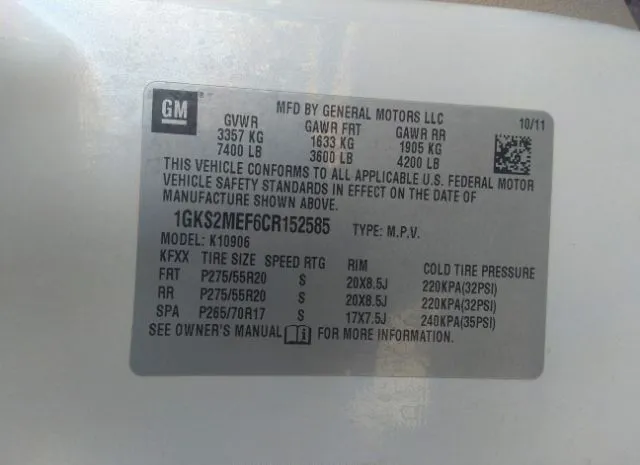 GM
MFD BY GENERAL MOTORS LLC
10/11
GVWR GAWR FRT GAWR RR
3357 KG 1633 KG 1905 KG
7400 LB 3600 LB 4200 LB
THIS VEHICLE CONFORMS TO ALL APPLICABLE U.S. FEDERAL MOTOR
VEHICLE SAFETY STANDARDS IN EFFECT ON THE DATE OF
MANUFACTURE SHOWN ABOVE.
1GKS2MEF6CR152585 TYPE: M.P.V.
MODEL: K10906
KFXX TIRE SIZE SPEED RTG RIM COLD TIRE PRESSURE
FRT P275/55R20 S 20X8.5J 220KPA(32PSI)
RR P275/55R20 S 20X8.5J 220KPA(32PSI)
SPA P265/70R17 S 17X7.5J 240KPA(35PSI)
SEE OWNER'S MANUAL FOR MORE INFORMATION.